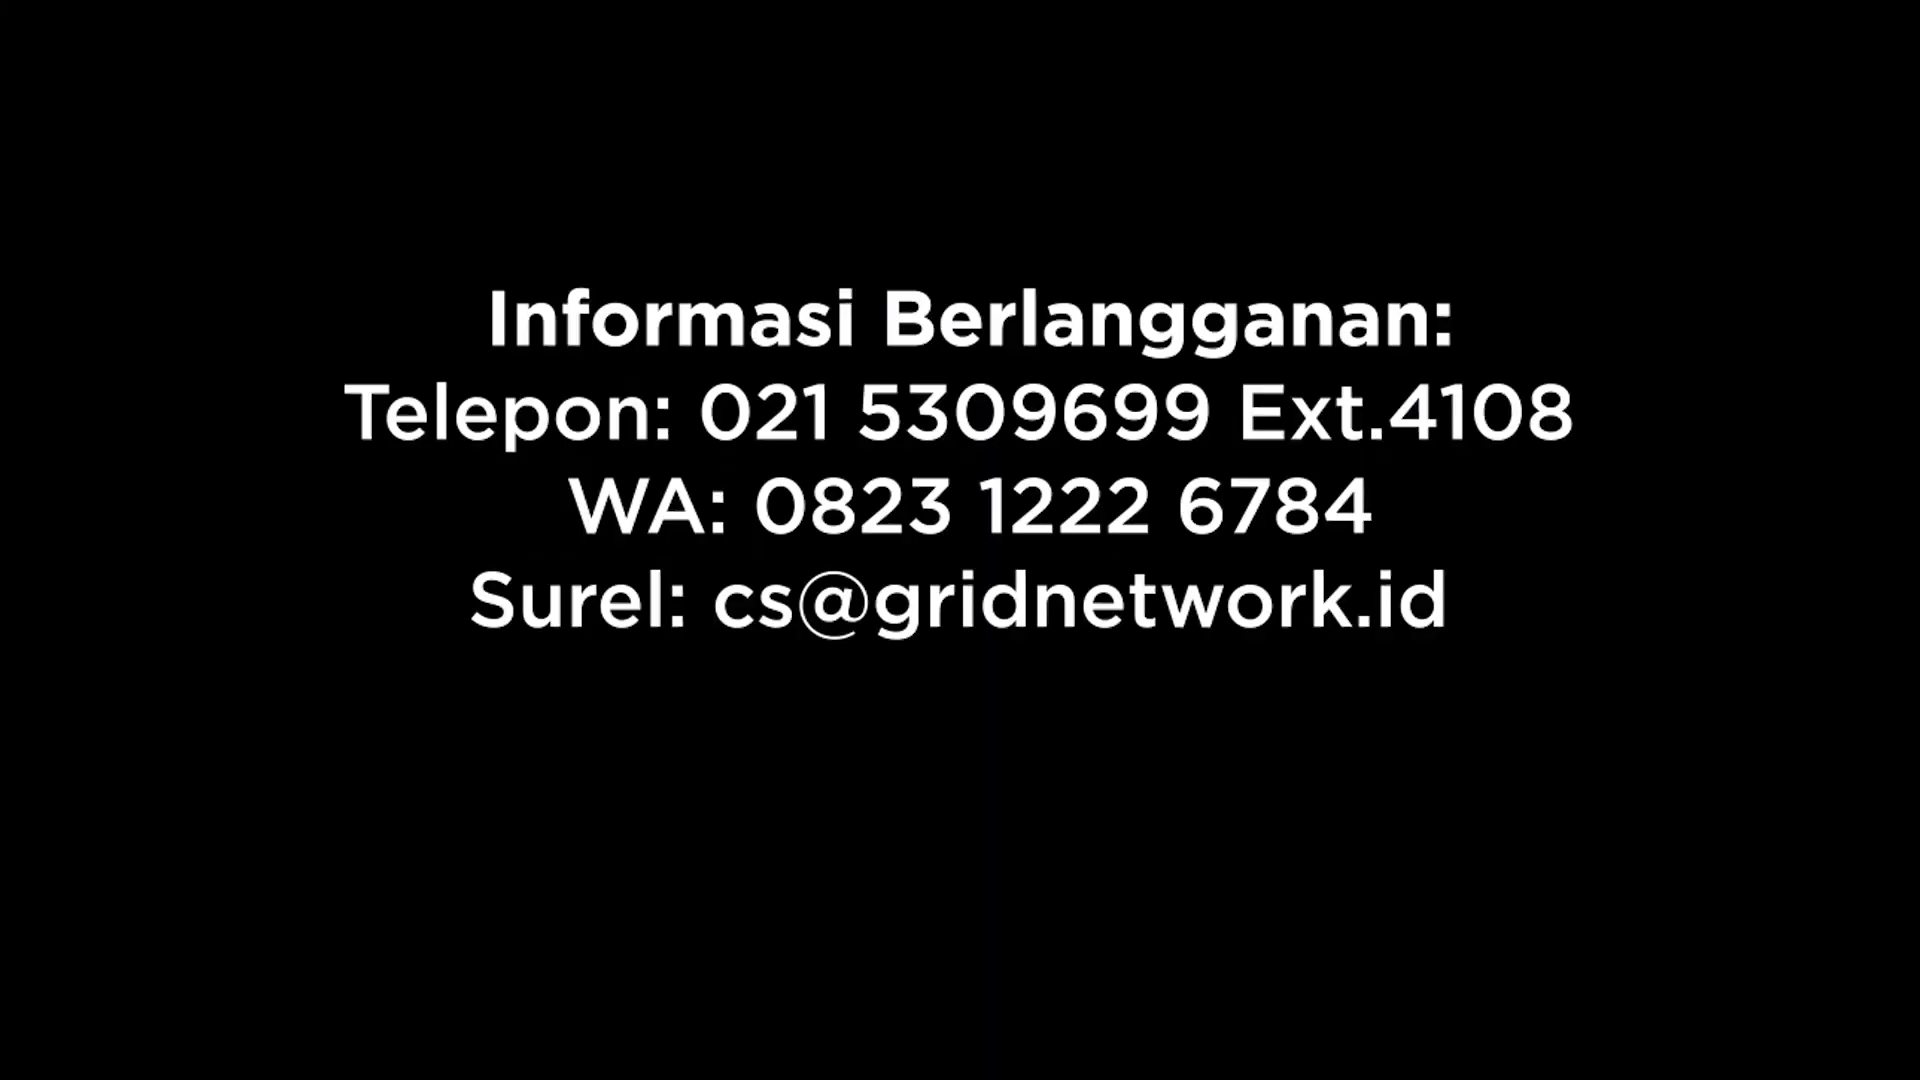 Informasi Berlangganan:
Telepon: 021 5309699 Ext.4108
WA: 0823 1222 6784
Surel: cs@gridnetwork.id